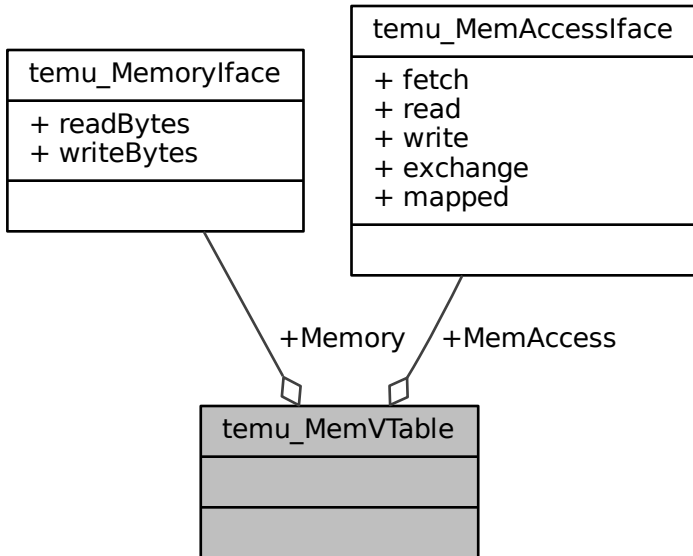 temu_MemoryIface
+ readBytes
+ writeBytes
temu_MemAccessIface
+ fetch
+ read
+ write
+ exchange
+ mapped
+Memory
+MemAccess
temu_MemVTable